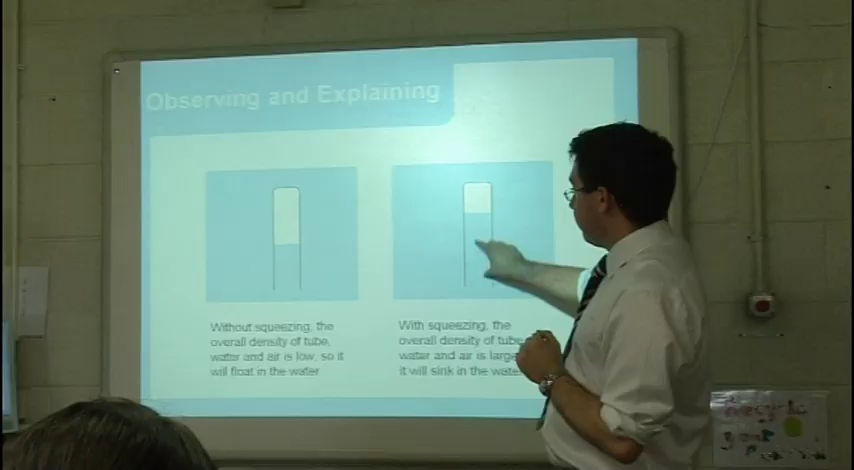 Observing and Explaining
Without squeezing, the
overall density of tube,
water and air is low, so it
will float in the water
With squeezing, the
overall density of tube
water and air is large
it will sink in the wate